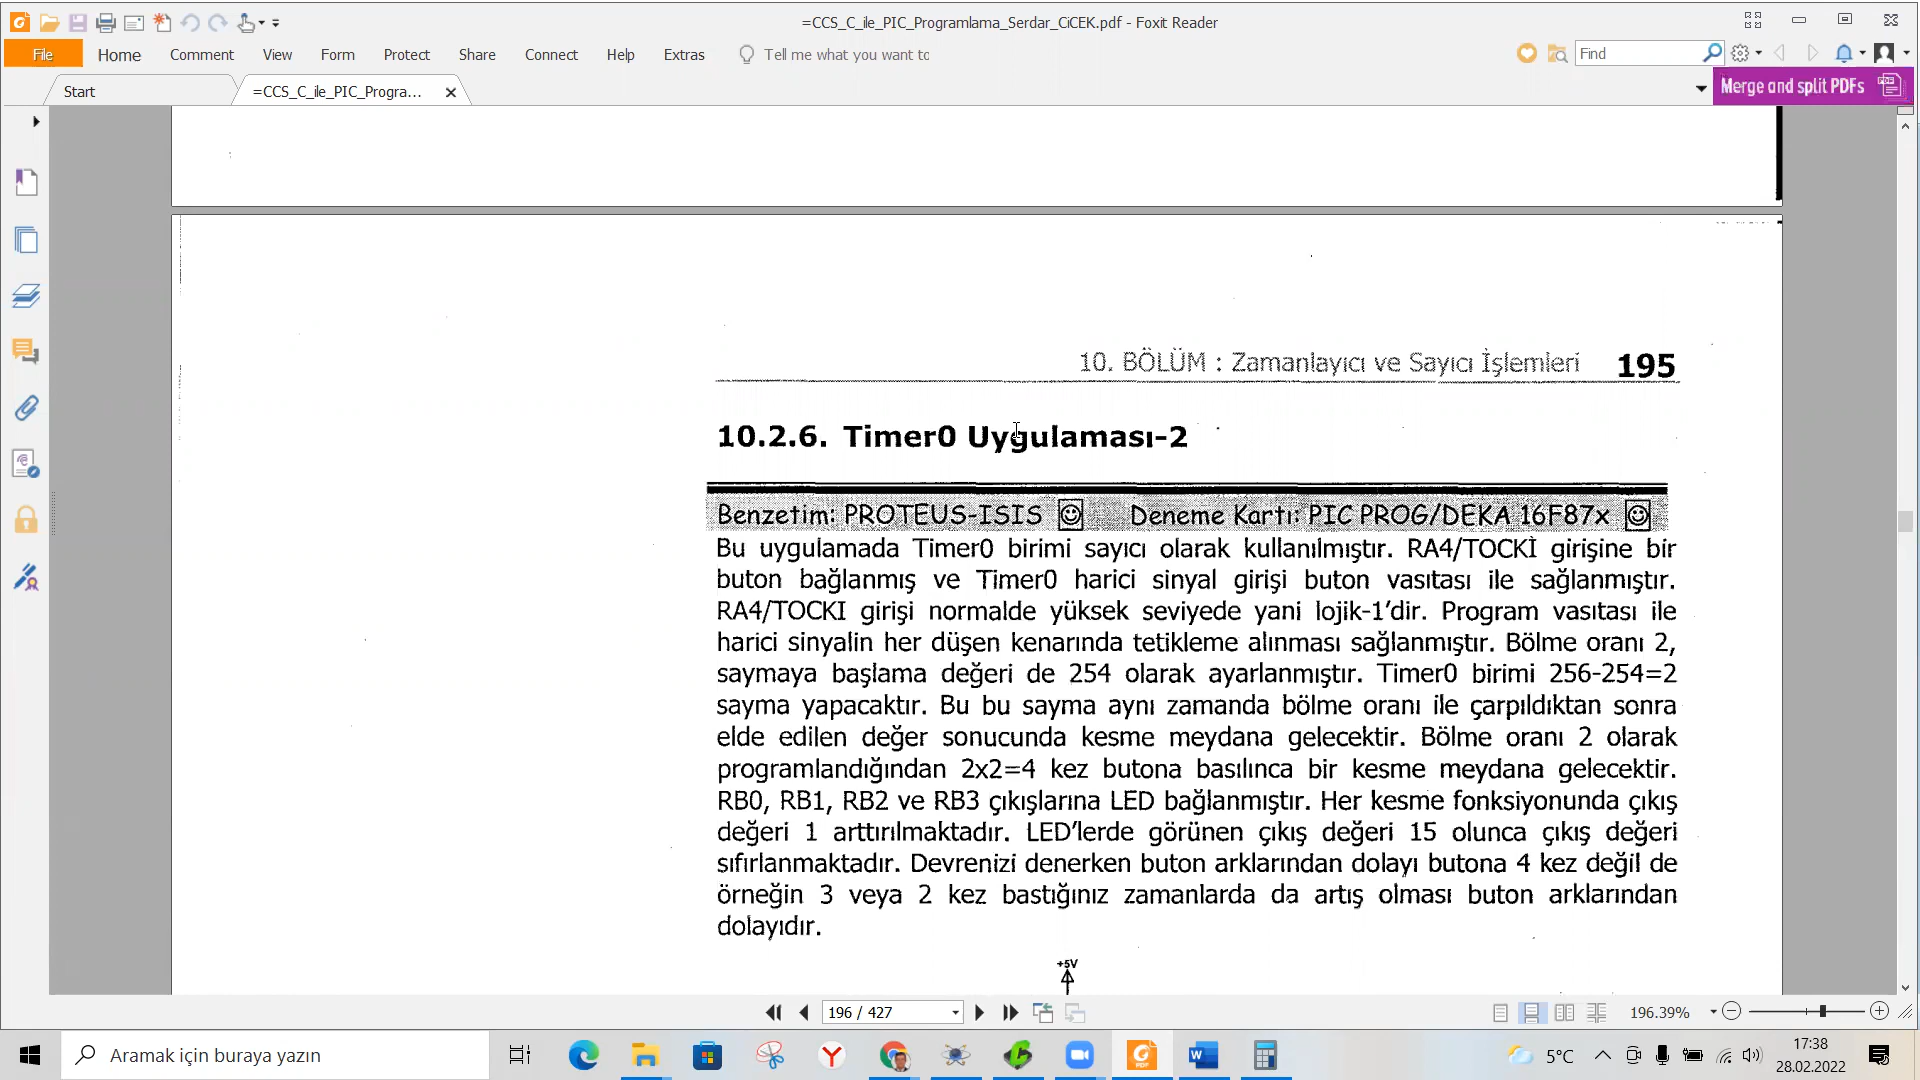 =CCS_C_ile_PIC_Programlama_Serdar_CiCEK.pdf - Foxit Reader
File Home Comment View Form Protect Share Connect Help Extras Tell me what you want to Find
Start =CCS_C_ile_PIC_Progra... Merge and split PDFs
10. BÖLÜM : Zamanlayıcı ve Sayıcı İşlemleri 195
10.2.6. Timer0 Uygulaması-2
Benzetim: PROTEUS-ISIS Deneme Kartı: PIC PROG/DEKA 16F87x
Bu uygulamada Timer0 birimi sayıcı olarak kullanılmıştır. RA4/TOCKİ girişine bir
buton bağlanmış ve Timer0 harici sinyal girişi buton vasıtası ile sağlanmıştır.
RA4/TOCKI girişi normalde yüksek seviyede yani lojik-1’dir. Program vasıtası ile
harici sinyalin her düşen kenarında tetikleme alınması sağlanmıştır. Bölme oranı 2,
saymaya başlama değeri de 254 olarak ayarlanmıştır. Timer0 birimi 256-254=2
sayma yapacaktır. Bu bu sayma aynı zamanda bölme oranı ile çarpıldıktan sonra
elde edilen değer sonucunda kesme meydana gelecektir. Bölme oranı 2 olarak
programlandığından 2x2=4 kez butona basılınca bir kesme meydana gelecektir.
RB0, RB1, RB2 ve RB3 çıkışlarına LED bağlanmıştır. Her kesme fonksiyonunda çıkış
değeri 1 arttırılmaktadır. LED’lerde görünen çıkış değeri 15 olunca çıkış değeri
sıfırlanmaktadır. Devrenizi denerken buton arklarından dolayı butona 4 kez değil de
örneğin 3 veya 2 kez bastığınız zamanlarda da artış olması buton arklarından
dolayıdır.
+5V
196 / 427 196.39%
Aramak için buraya yazın 5°C 17:38
28.02.2022